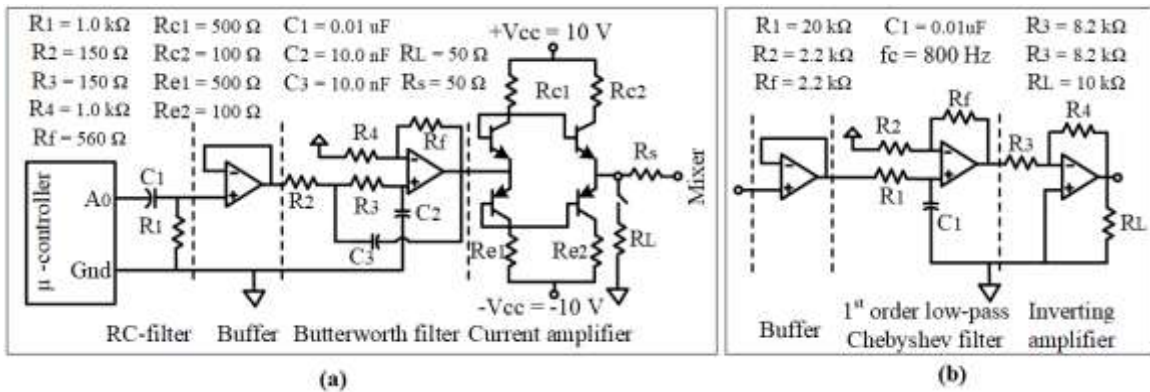 R1 = 1.0 kΩ Rc1 = 500 Ω C1 = 0.01 uF
R2 = 150 Ω Rc2 = 100 Ω C2 = 10.0 nF RL = 50 Ω
R3 = 150 Ω Re1 = 500 Ω C3 = 10.0 nF Rs = 50 Ω
R4 = 1.0 kΩ Re2 = 100 Ω
Rf = 560 Ω
+Vcc = 10 V
Rc1 Rc2
R4 Rf
μ -controller
A0
C1
R1
Gnd
R2
R3
C2
C3
Re1 Re2
Rs
RL
Mixer
-Vcc = -10 V
RC-filter Buffer Butterworth filter Current amplifier
(a)
R1 = 20 kΩ C1 = 0.01uF R3 = 8.2 kΩ
R2 = 2.2 kΩ fc = 800 Hz R3 = 8.2 kΩ
Rf = 2.2 kΩ RL = 10 kΩ
Rf
R2
R4
R3
R1
C1
RL
Buffer
1st order low-pass
Chebyshev filter
Inverting
amplifier
(b)